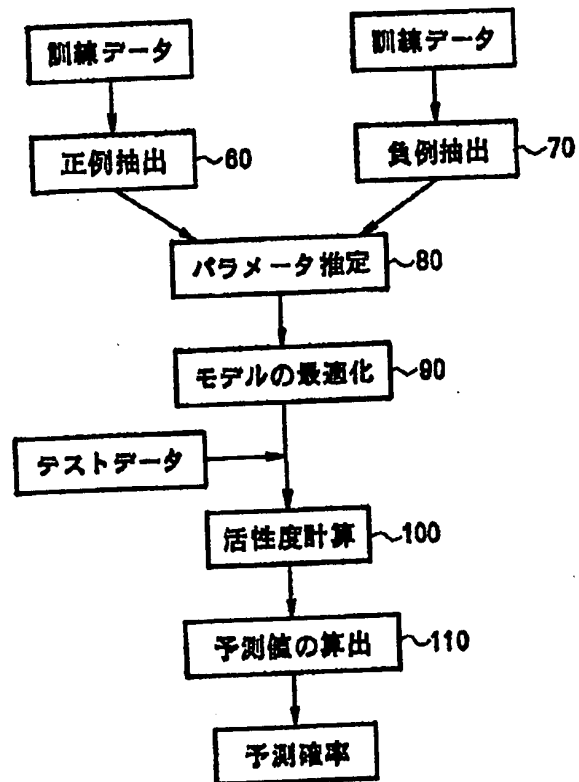 訓練データ
訓練データ
正例抽出 ~60
負例抽出 ~70
パラメータ推定 ~80
モデルの最適化 ~90
テストデータ
活性度計算 ~100
予測値の算出 ~110
予測確率